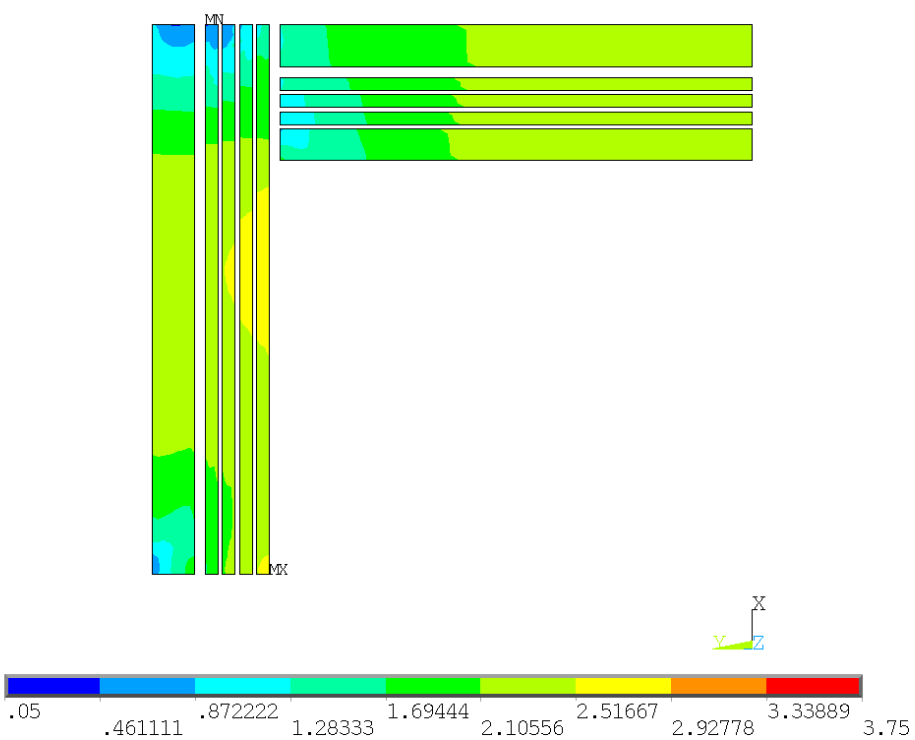 MN
MX
X
Y Z
.05 .872222 1.69444 2.51667 3.33889
.461111 1.28333 2.10556 2.92778 3.75